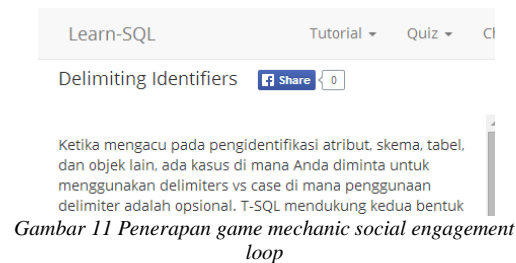 Learn-SQL Tutorial Quiz
Delimiting Identifiers Share 0
Ketika mengacu pada pengidentifikasi atribut, skema, tabel,
dan objek lain, ada kasus di mana Anda diminta untuk
menggunakan delimiters vs case di mana penggunaan
delimiter adalah opsional. T-SQL mendukung kedua bentuk
Gambar 11 Penerapan game mechanic social engagement
loop